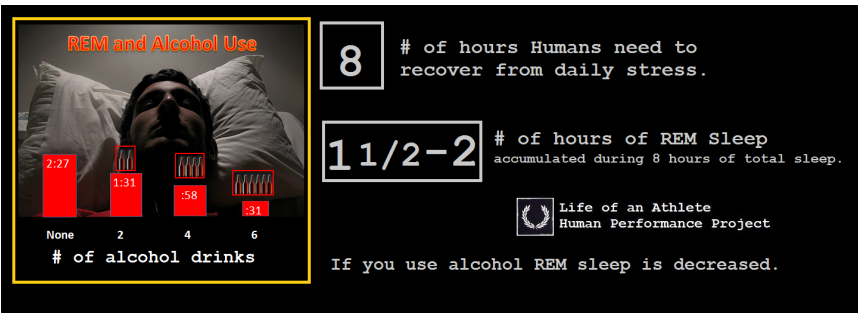 REM and Alcohol Use
2:27
1:31
:58
:31
None 2 4 6
# of alcohol drinks
8
# of hours Humans need to
recover from daily stress.
1 1/2-2
# of hours of REM Sleep
accumulated during 8 hours of total sleep.
Life of an Athlete
Human Performance Project
If you use alcohol REM sleep is decreased.